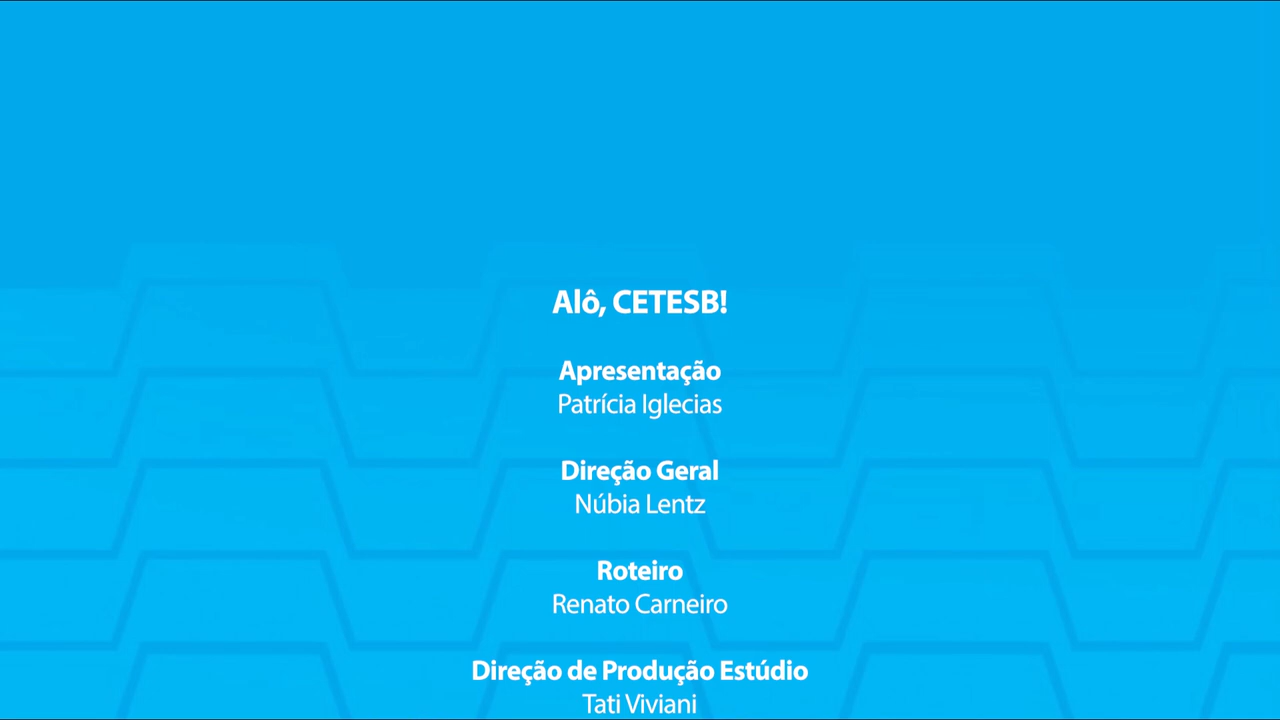 Alô, CETESB!
Apresentação
Patrícia Iglecias
Direção Geral
Núbia Lentz
Roteiro
Renato Carneiro
Direção de Produção Estúdio
Tati Viviani